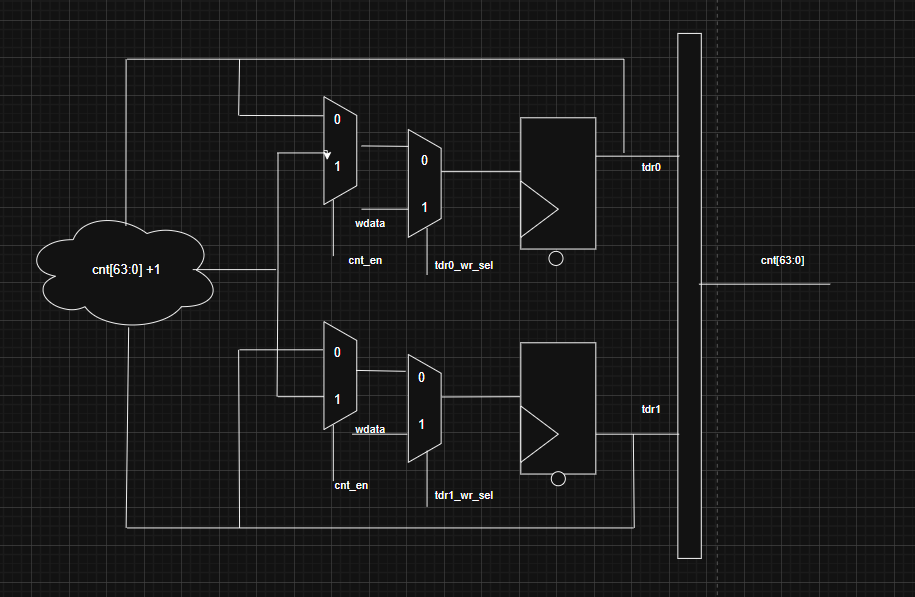 0
1
0
1
tdr0
wdata
cnt_en
tdr0_wr_sel
cnt[63:0]
cnt[63:0] +1
0
1
0
1
tdr1
wdata
cnt_en
tdr1_wr_sel